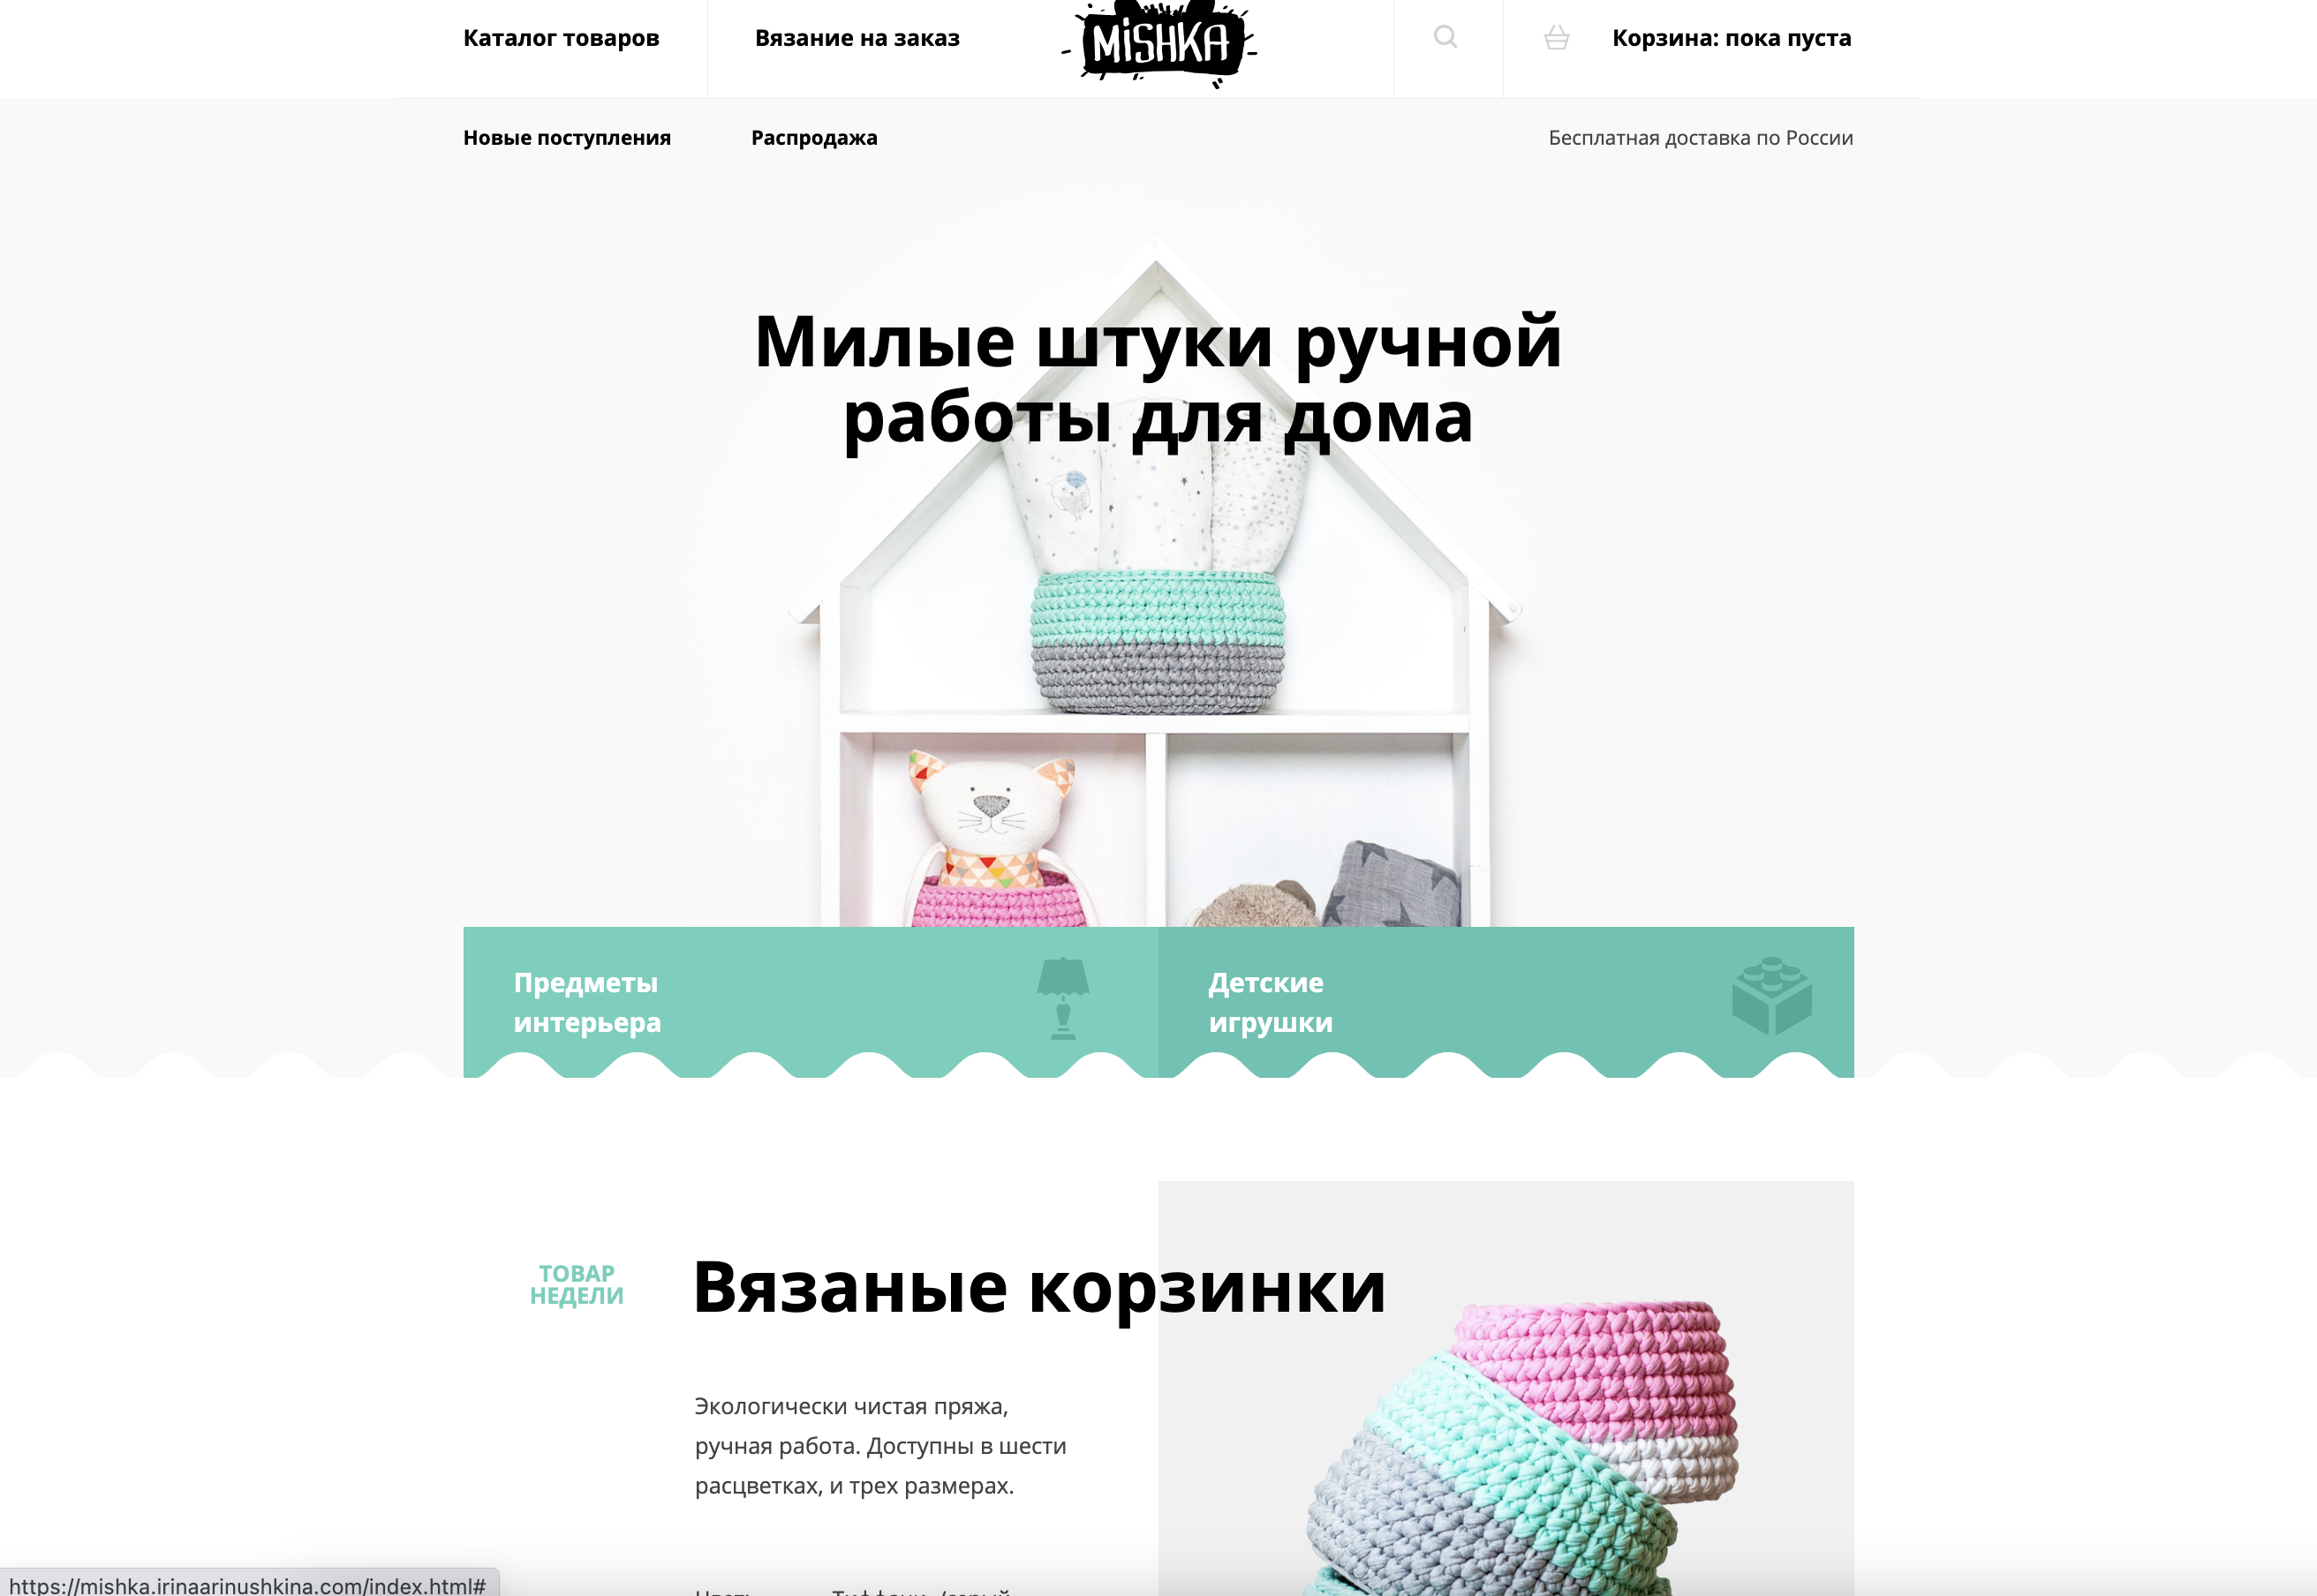 Каталог товаров
Вязание на заказ
MiSHKA
Корзина: пока пуста
Новые поступления
Распродажа
Бесплатная доставка по России
Милые штуки ручной
работы для дома
Предметы
интерьера
Детские
игрушки
ТОВАР
НЕДЕЛИ
Вязаные корзинки
Экологически чистая пряжа,
ручная работа. Доступны в шести
расцветках, и трех размерах.
https://mishka.irinaarinushkina.com/index.html#